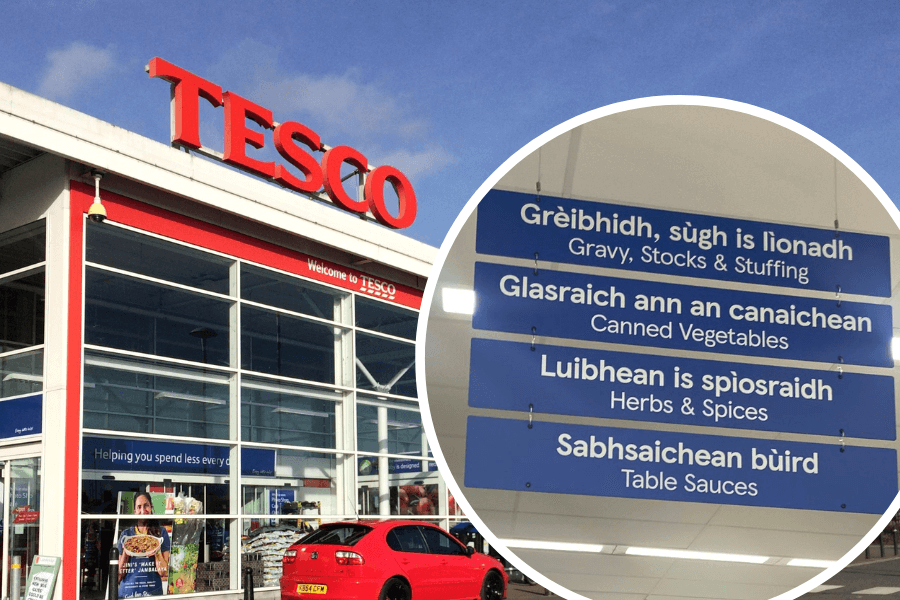 TESCO
Welcome to TESCO
Helping you spend less every d
Grèibhidh, sùgh is lìonadh
Gravy, Stocks & Stuffing
Glasraich ann an canaichean
Canned Vegetables
Luibhean is spìosraidh
Herbs & Spices
Sabhsaichean bùird
Table Sauces